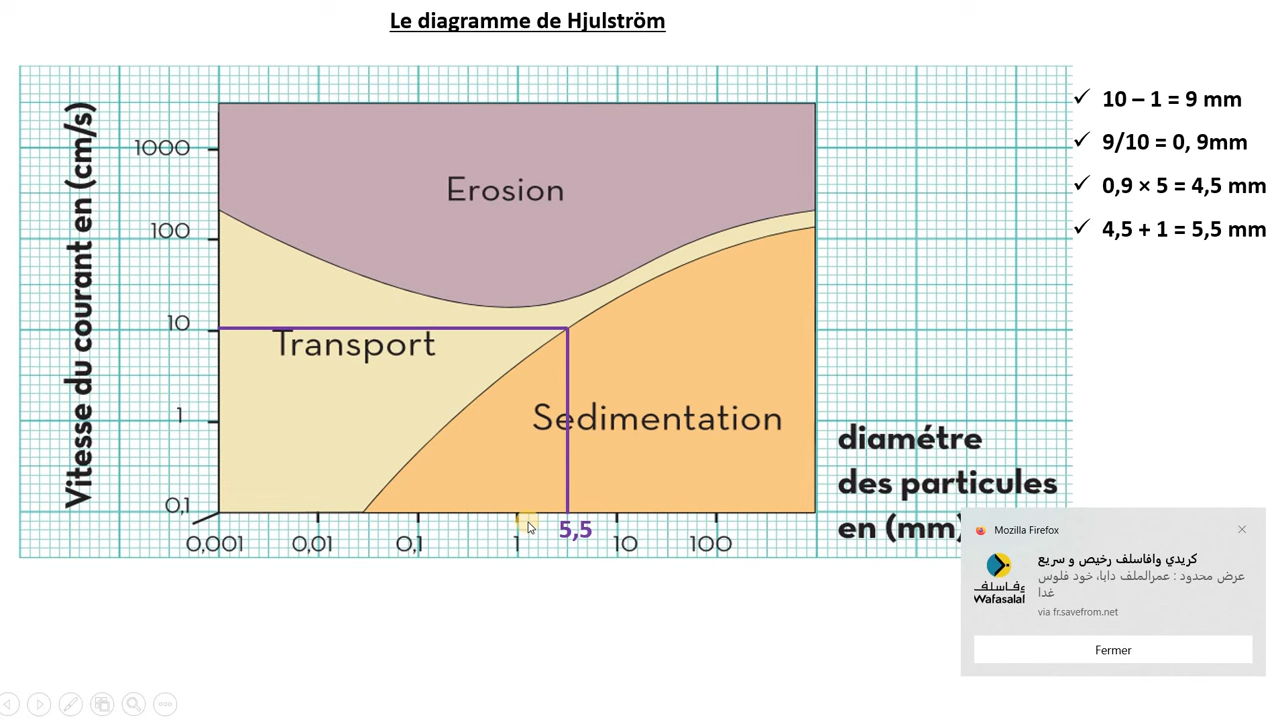 Le diagramme de Hjulström
Vitesse du courant en (cm/s)
1000
100
10
1
0,1
Erosion
Transport
Sedimentation
0,001
0,01
0,1
1
5,5
10
100
diamétre
des particules
en (mm)
✓ 10 – 1 = 9 mm
✓ 9/10 = 0, 9mm
✓ 0,9 × 5 = 4,5 mm
✓ 4,5 + 1 = 5,5 mm
Mozilla Firefox
كريدي وافاسلف رخيص و سريع
عرض محدود : عمرالملف دابا، خود فلوس
غدا
via fr.savefrom.net
وفاسلف
Wafasalaf
Fermer